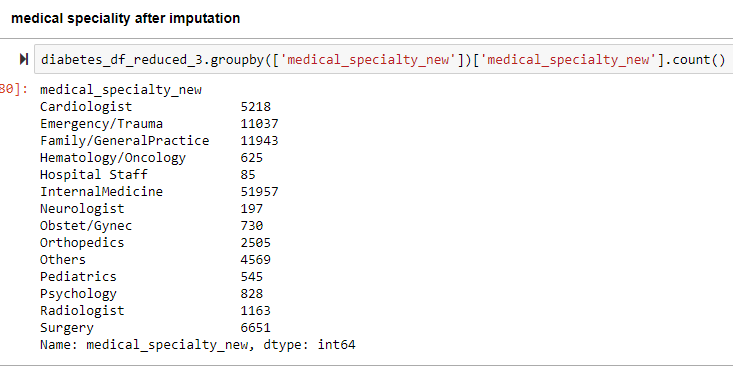 medical speciality after imputation
diabetes_df_reduced_3.groupby(['medical_specialty_new'])['medical_specialty_new'].count()
80]: medical_specialty_new
Cardiologist 5218
Emergency/Trauma 11037
Family/GeneralPractice 11943
Hematology/Oncology 625
Hospital Staff 85
InternalMedicine 51957
Neurologist 197
Obstet/Gynec 730
Orthopedics 2505
Others 4569
Pediatrics 545
Psychology 828
Radiologist 1163
Surgery 6651
Name: medical_specialty_new, dtype: int64